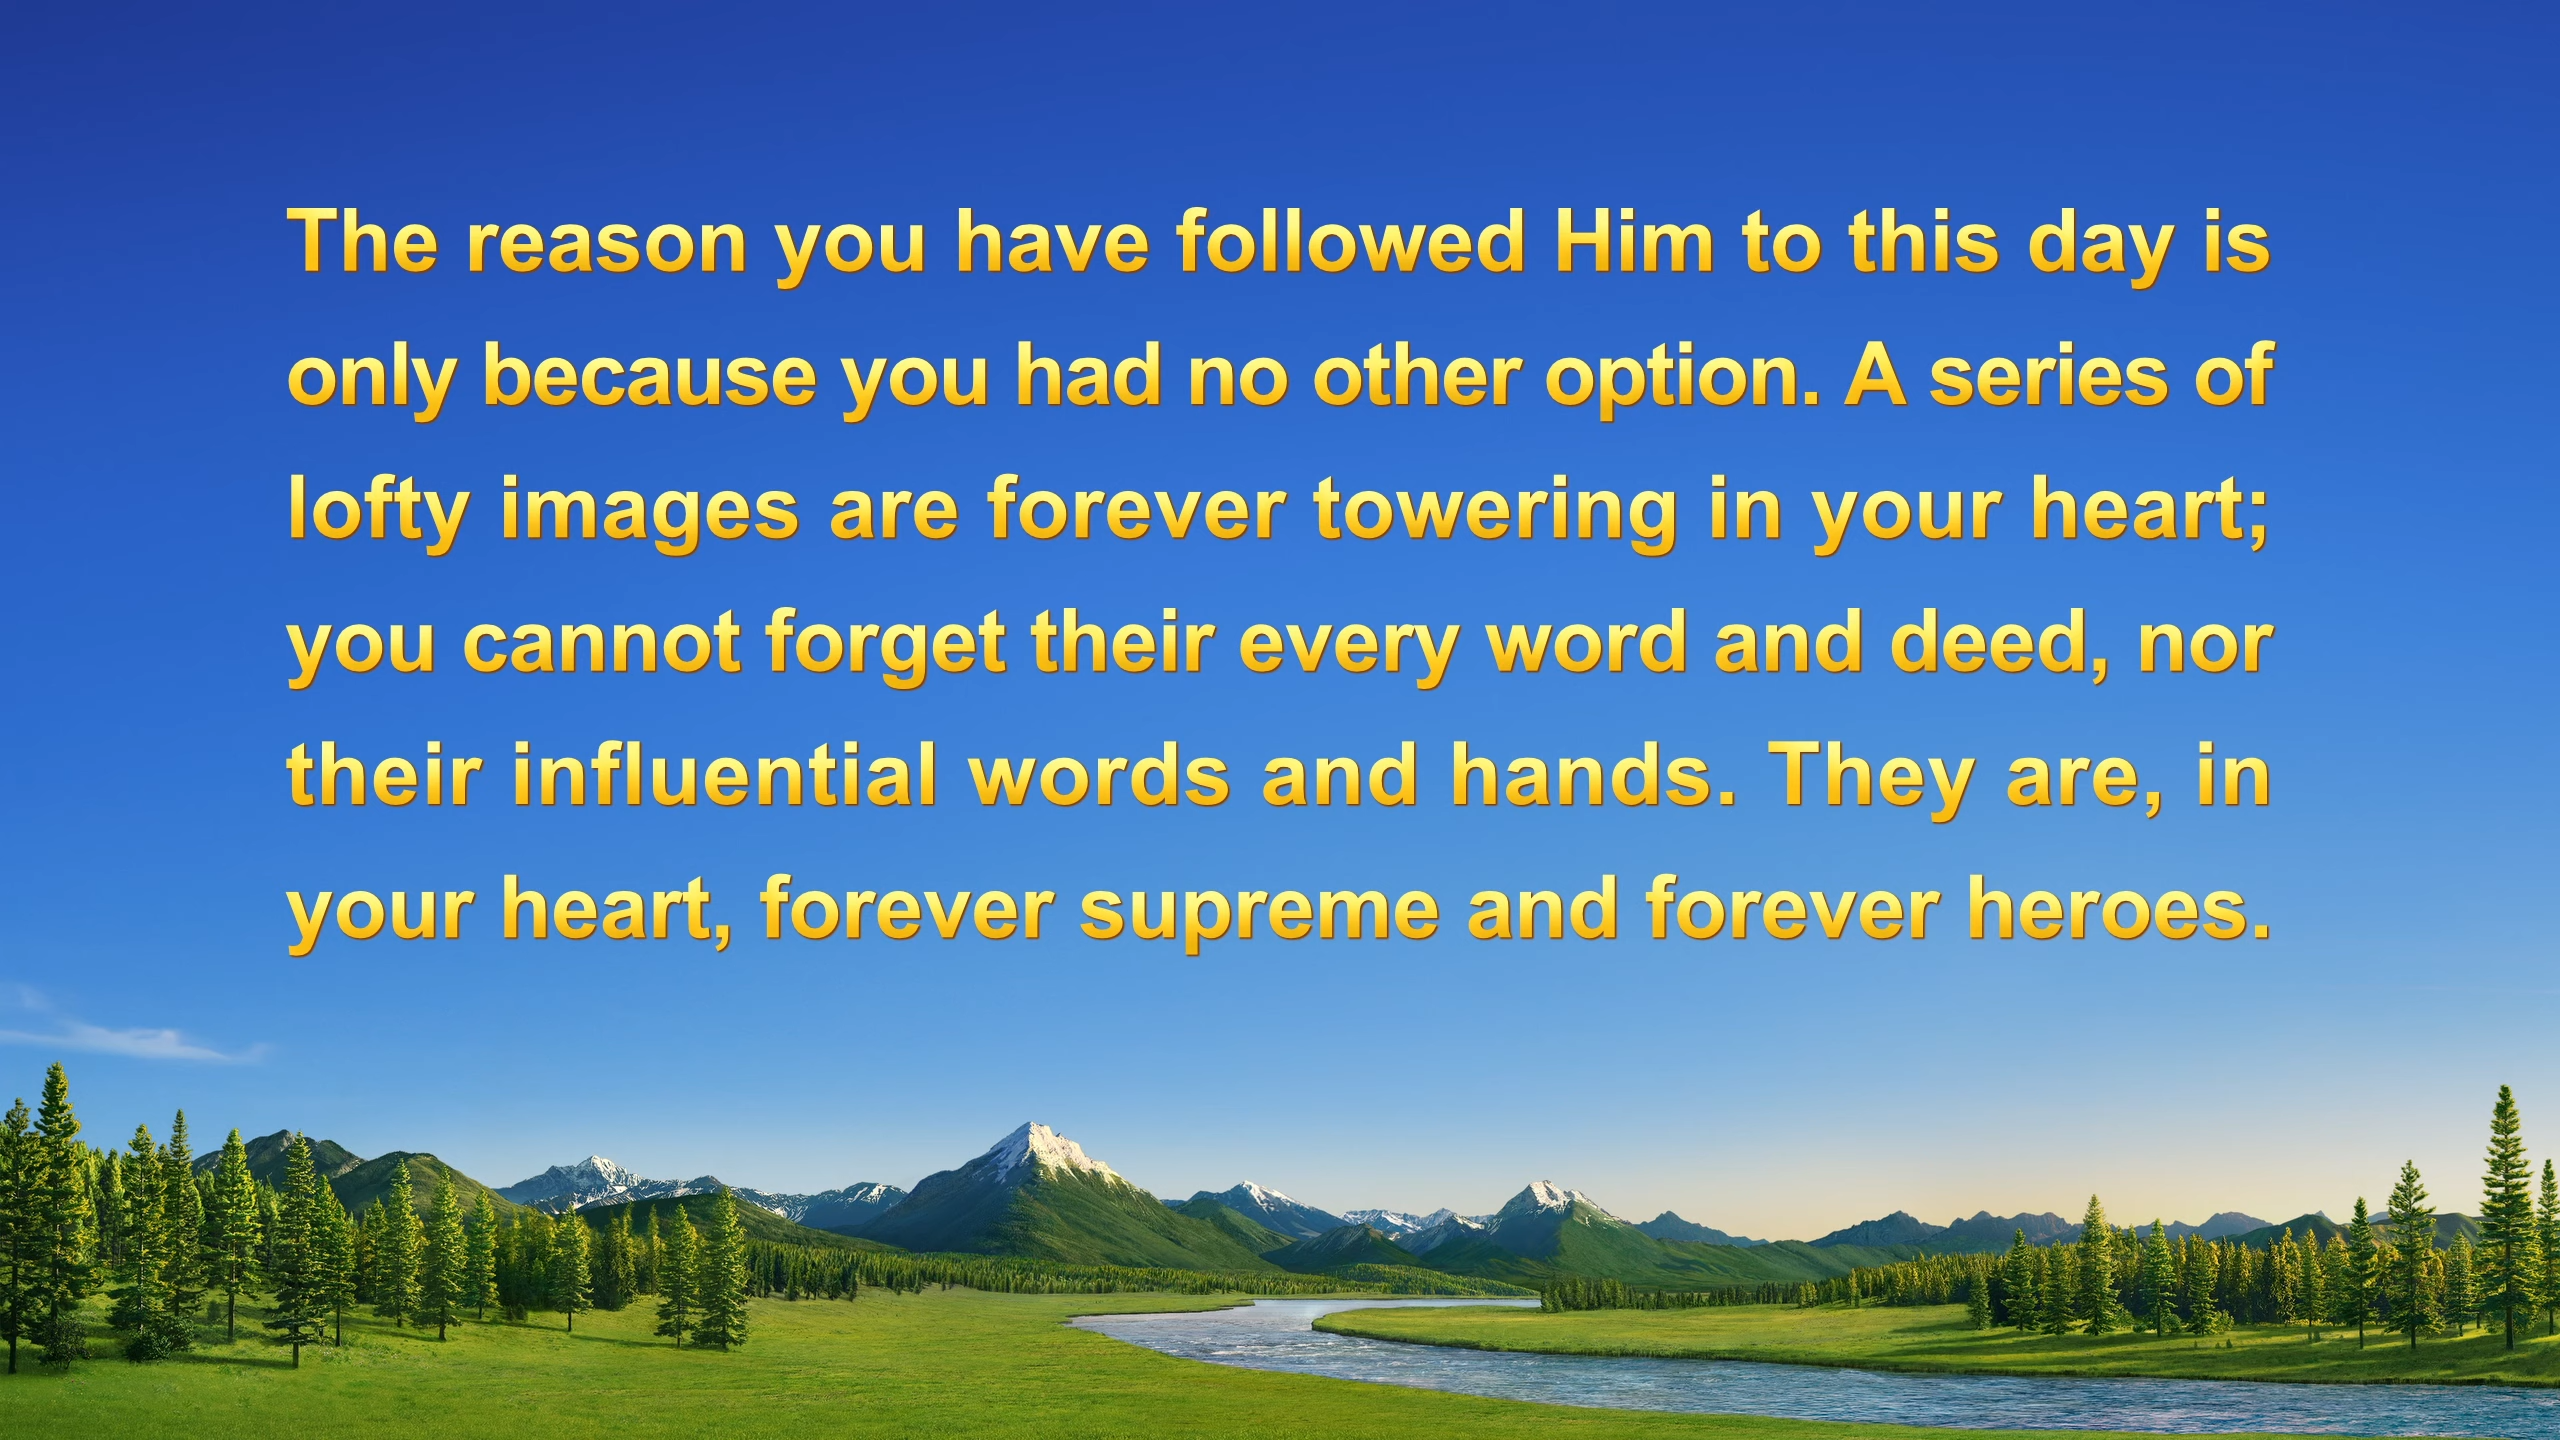 The reason you have followed Him to this day is
only because you had no other option. A series of
lofty images are forever towering in your heart;
you cannot forget their every word and deed, nor
their influential words and hands. They are, in
your heart, forever supreme and forever heroes.